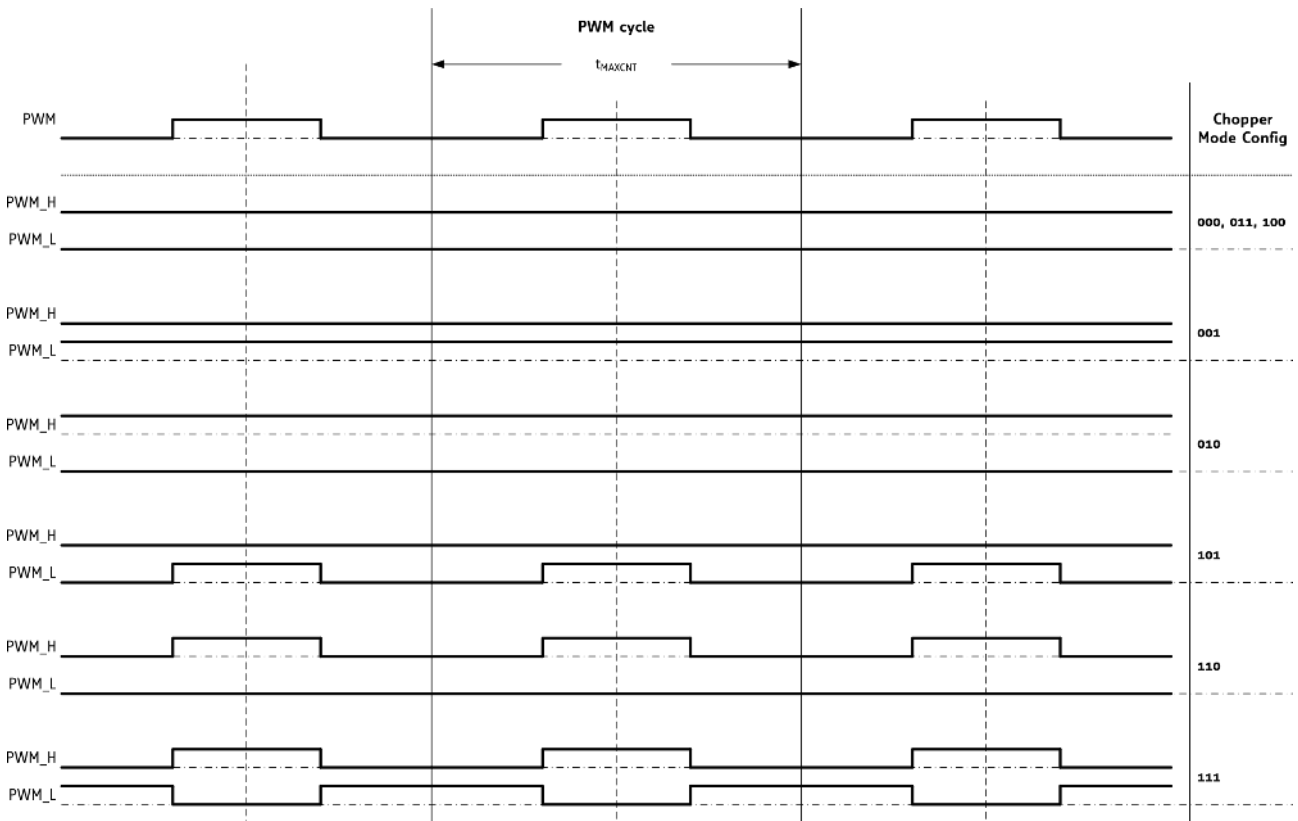 PWM cycle
tMAXCNT
PWM
Chopper
Mode Config
PWM_H
000, 011, 100
PWM_L
PWM_H
001
PWM_L
PWM_H
010
PWM_L
PWM_H
101
PWM_L
PWM_H
110
PWM_L
PWM_H
111
PWM_L